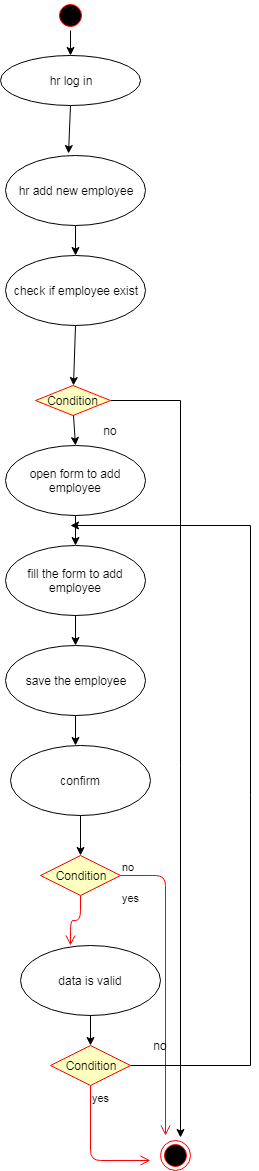 hr log in
hr add new employee
check if employee exist
Condition
no
open form to add
employee
fill the form to add
employee
save the employee
confirm
Condition
no
yes
data is valid
no
Condition
yes